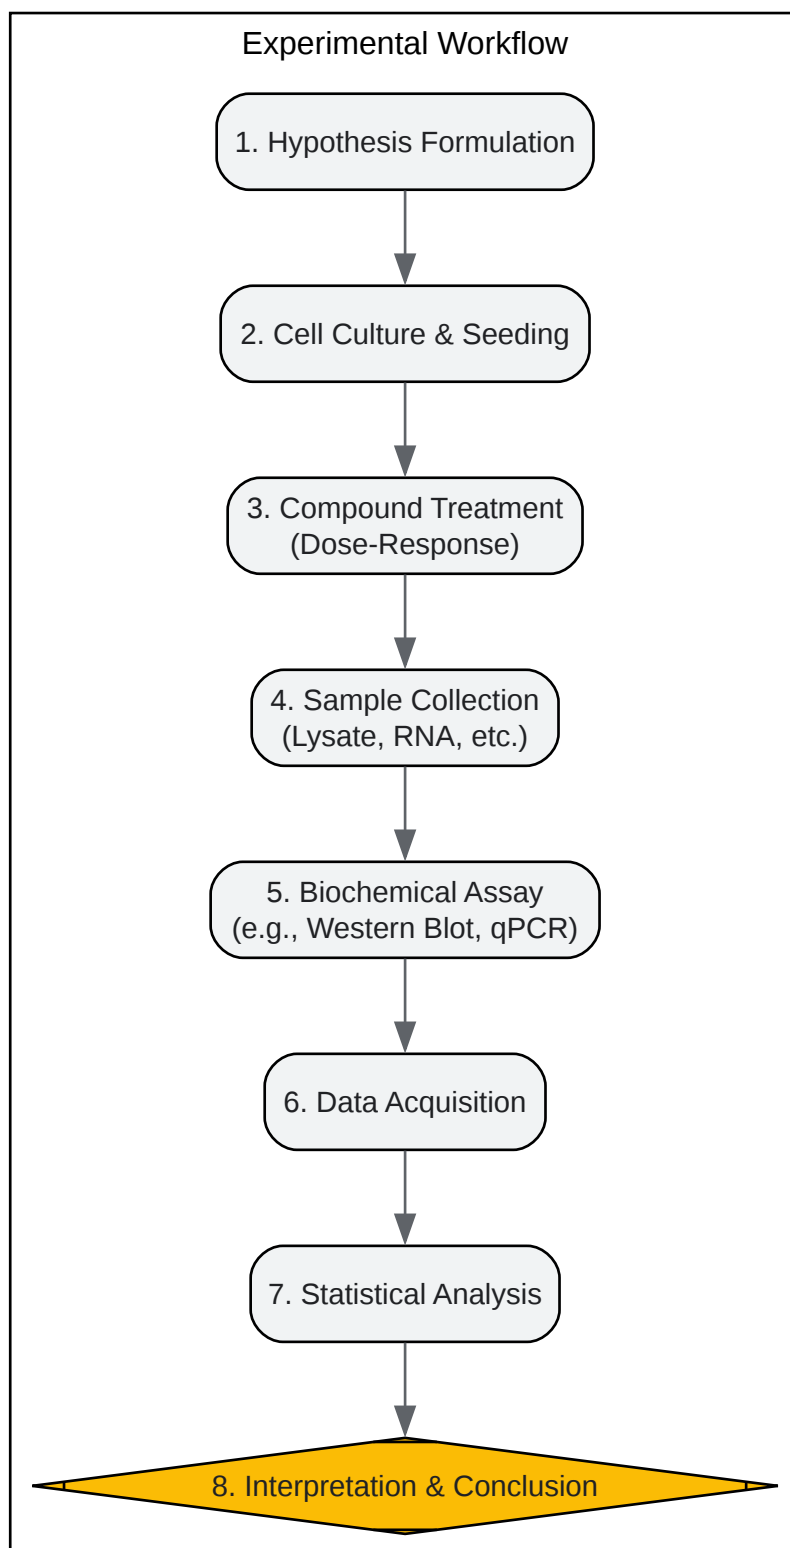 Experimental Workflow
1. Hypothesis Formulation
2. Cell Culture & Seeding
3. Compound Treatment
(Dose-Response)
4. Sample Collection
(Lysate, RNA, etc.)
5. Biochemical Assay
(e.g., Western Blot, qPCR)
6. Data Acquisition
7. Statistical Analysis
8. Interpretation & Conclusion